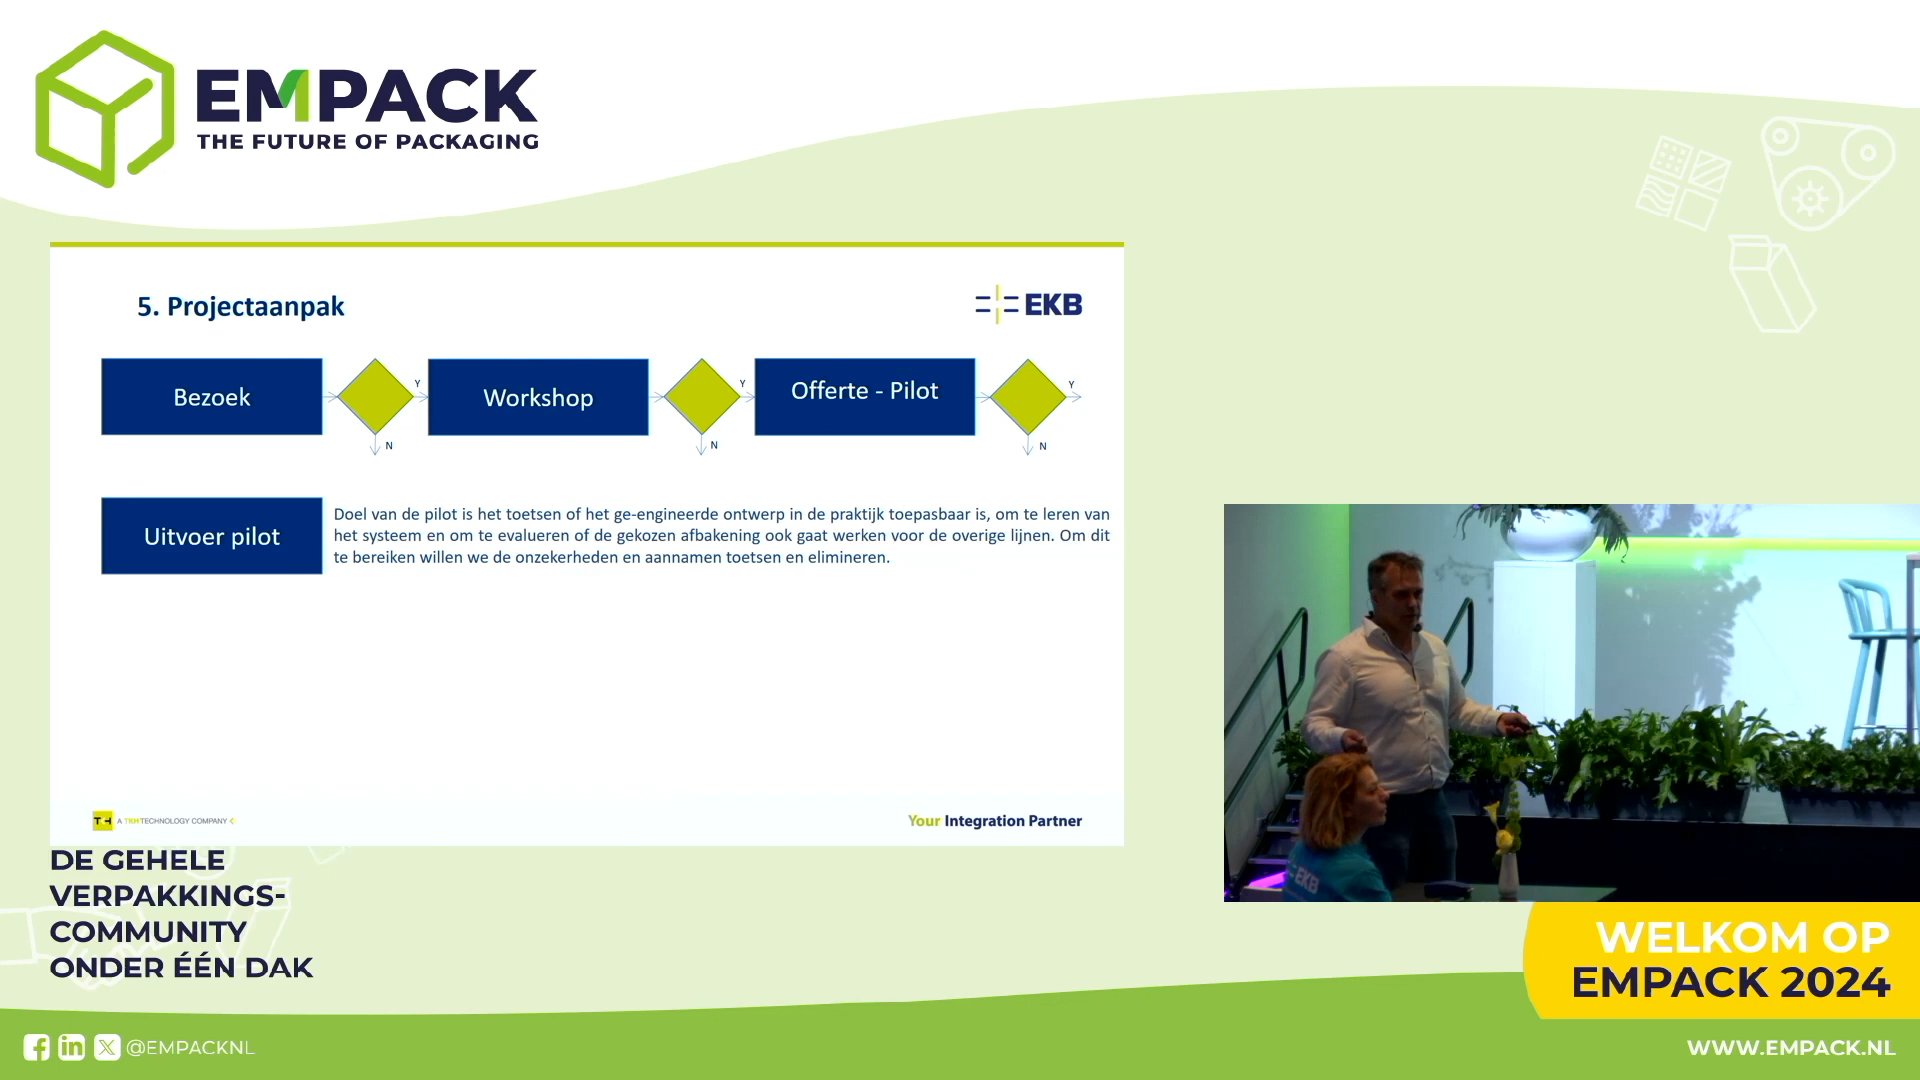 EMPACK
THE FUTURE OF PACKAGING
5. Projectaanpak
EKB
Bezoek
Y
N
Workshop
Y
N
Offerte - Pilot
Y
N
Uitvoer pilot
Doel van de pilot is het toetsen of het ge-engineerde ontwerp in de praktijk toepasbaar is, om te leren van
het systeem en om te evalueren of de gekozen afbakening ook gaat werken voor de overige lijnen. Om dit
te bereiken willen we de onzekerheden en aannamen toetsen en elimineren.
A TRH TECHNOLOGY COMPANY
Your Integration Partner
EKB
DE GEHELE
VERPAKKINGS-
COMMUNITY
ONDER ÉÉN DAK
WELKOM OP
EMPACK 2024
@EMPACKNL
WWW.EMPACK.NL